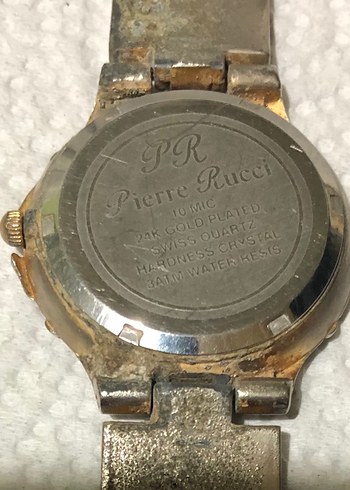 PR
Pierre Rucci
10 MIC
24K GOLD PLATED
SWISS QUARTZ
HARDNESS CRYSTAL
3ATM WATER RESIS.